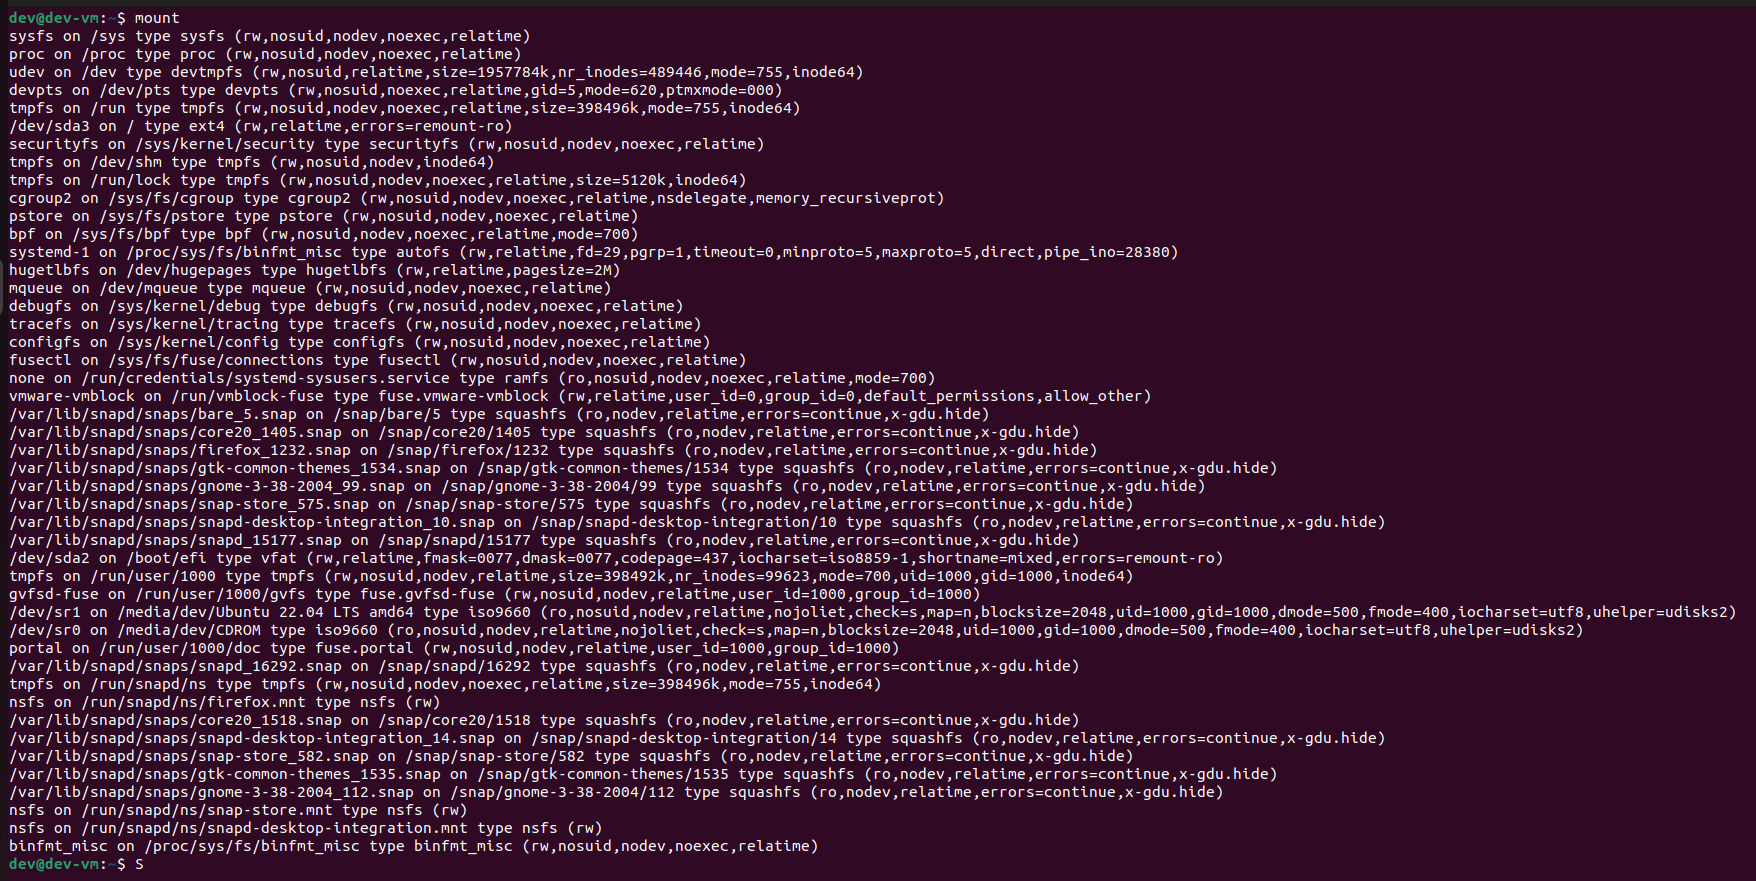 dev@dev-vm:~$ mount
sysfs on /sys type sysfs (rw,nosuid,nodev,noexec,relatime)
proc on /proc type proc (rw,nosuid,nodev,noexec,relatime)
udev on /dev type devtmpfs (rw,nosuid,relatime,size=1957784k,nr_inodes=489446,mode=755,inode64)
devpts on /dev/pts type devpts (rw,nosuid,noexec,relatime,gid=5,mode=620,ptmxmode=000)
tmpfs on /run type tmpfs (rw,nosuid,nodev,noexec,relatime,size=398496k,mode=755,inode64)
/dev/sda3 on / type ext4 (rw,relatime,errors=remount-ro)
securityfs on /sys/kernel/security type securityfs (rw,nosuid,nodev,noexec,relatime)
tmpfs on /dev/shm type tmpfs (rw,nosuid,nodev,inode64)
tmpfs on /run/lock type tmpfs (rw,nosuid,nodev,noexec,relatime,size=5120k,inode64)
cgroup2 on /sys/fs/cgroup type cgroup2 (rw,nosuid,nodev,noexec,relatime,nsdelegate,memory_recursiveprot)
pstore on /sys/fs/pstore type pstore (rw,nosuid,nodev,noexec,relatime)
bpf on /sys/fs/bpf type bpf (rw,nosuid,nodev,noexec,relatime,mode=700)
systemd-1 on /proc/sys/fs/binfmt_misc type autofs (rw,relatime,fd=29,pgrp=1,timeout=0,minproto=5,maxproto=5,direct,pipe_ino=28380)
hugetlbfs on /dev/hugepages type hugetlbfs (rw,relatime,pagesize=2M)
mqueue on /dev/mqueue type mqueue (rw,nosuid,nodev,noexec,relatime)
debugfs on /sys/kernel/debug type debugfs (rw,nosuid,nodev,noexec,relatime)
tracefs on /sys/kernel/tracing type tracefs (rw,nosuid,nodev,noexec,relatime)
configfs on /sys/kernel/config type configfs (rw,nosuid,nodev,noexec,relatime)
fusectl on /sys/fs/fuse/connections type fusectl (rw,nosuid,nodev,noexec,relatime)
none on /run/credentials/systemd-sysusers.service type ramfs (ro,nosuid,nodev,noexec,relatime,mode=700)
vmware-vmblock on /run/vmblock-fuse type fuse.vmware-vmblock (rw,relatime,user_id=0,group_id=0,default_permissions,allow_other)
/var/lib/snapd/snaps/bare_5.snap on /snap/bare/5 type squashfs (ro,nodev,relatime,errors=continue,x-gdu.hide)
/var/lib/snapd/snaps/core20_1405.snap on /snap/core20/1405 type squashfs (ro,nodev,relatime,errors=continue,x-gdu.hide)
/var/lib/snapd/snaps/firefox_1232.snap on /snap/firefox/1232 type squashfs (ro,nodev,relatime,errors=continue,x-gdu.hide)
/var/lib/snapd/snaps/gtk-common-themes_1534.snap on /snap/gtk-common-themes/1534 type squashfs (ro,nodev,relatime,errors=continue,x-gdu.hide)
/var/lib/snapd/snaps/gnome-3-38-2004_99.snap on /snap/gnome-3-38-2004/99 type squashfs (ro,nodev,relatime,errors=continue,x-gdu.hide)
/var/lib/snapd/snaps/snap-store_575.snap on /snap/snap-store/575 type squashfs (ro,nodev,relatime,errors=continue,x-gdu.hide)
/var/lib/snapd/snaps/snapd-desktop-integration_10.snap on /snap/snapd-desktop-integration/10 type squashfs (ro,nodev,relatime,errors=continue,x-gdu.hide)
/var/lib/snapd/snaps/snapd_15177.snap on /snap/snapd/15177 type squashfs (ro,nodev,relatime,errors=continue,x-gdu.hide)
/dev/sda2 on /boot/efi type vfat (rw,relatime,fmask=0077,dmask=0077,codepage=437,iocharset=iso8859-1,shortname=mixed,errors=remount-ro)
tmpfs on /run/user/1000 type tmpfs (rw,nosuid,nodev,relatime,size=398492k,nr_inodes=99623,mode=700,uid=1000,gid=1000,inode64)
gvfsd-fuse on /run/user/1000/gvfs type fuse.gvfsd-fuse (rw,nosuid,nodev,relatime,user_id=1000,group_id=1000)
/dev/sr1 on /media/dev/Ubuntu 22.04 LTS amd64 type iso9660 (ro,nosuid,nodev,relatime,nojoliet,check=s,map=n,blocksize=2048,uid=1000,gid=1000,dmode=500,fmode=400,iocharset=utf8,uhelper=udisks2)
/dev/sr0 on /media/dev/CDROM type iso9660 (ro,nosuid,nodev,relatime,nojoliet,check=s,map=n,blocksize=2048,uid=1000,gid=1000,dmode=500,fmode=400,iocharset=utf8,uhelper=udisks2)
portal on /run/user/1000/doc type fuse.portal (rw,nosuid,nodev,relatime,user_id=1000,group_id=1000)
/var/lib/snapd/snaps/snapd_16292.snap on /snap/snapd/16292 type squashfs (ro,nodev,relatime,errors=continue,x-gdu.hide)
tmpfs on /run/snapd/ns type tmpfs (rw,nosuid,nodev,noexec,relatime,size=398496k,mode=755,inode64)
nsfs on /run/snapd/ns/firefox.mnt type nsfs (rw)
/var/lib/snapd/snaps/core20_1518.snap on /snap/core20/1518 type squashfs (ro,nodev,relatime,errors=continue,x-gdu.hide)
/var/lib/snapd/snaps/snapd-desktop-integration_14.snap on /snap/snapd-desktop-integration/14 type squashfs (ro,nodev,relatime,errors=continue,x-gdu.hide)
/var/lib/snapd/snaps/snap-store_582.snap on /snap/snap-store/582 type squashfs (ro,nodev,relatime,errors=continue,x-gdu.hide)
/var/lib/snapd/snaps/gtk-common-themes_1535.snap on /snap/gtk-common-themes/1535 type squashfs (ro,nodev,relatime,errors=continue,x-gdu.hide)
/var/lib/snapd/snaps/gnome-3-38-2004_112.snap on /snap/gnome-3-38-2004/112 type squashfs (ro,nodev,relatime,errors=continue,x-gdu.hide)
nsfs on /run/snapd/ns/snap-store.mnt type nsfs (rw)
nsfs on /run/snapd/ns/snapd-desktop-integration.mnt type nsfs (rw)
binfmt_misc on /proc/sys/fs/binfmt_misc type binfmt_misc (rw,nosuid,nodev,noexec,relatime)
dev@dev-vm:~$ S